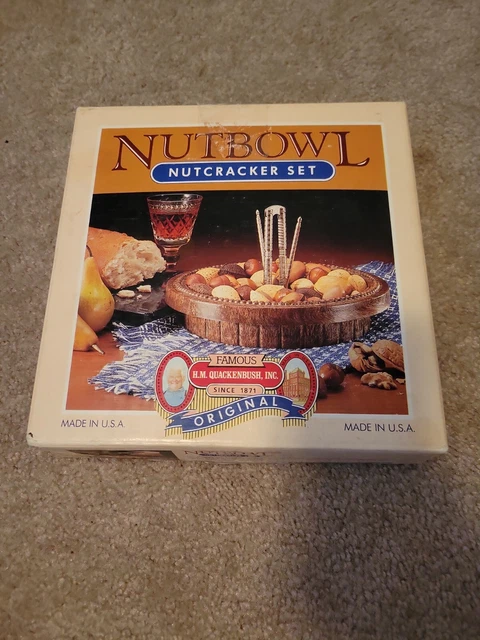 NUTBOWL
NUTCRACKER SET
FAMOUS
H.M. QUACKENBUSH, INC.
SINCE 1871
ORIGINAL
MADE IN U.S.A.
MADE IN U.S.A.